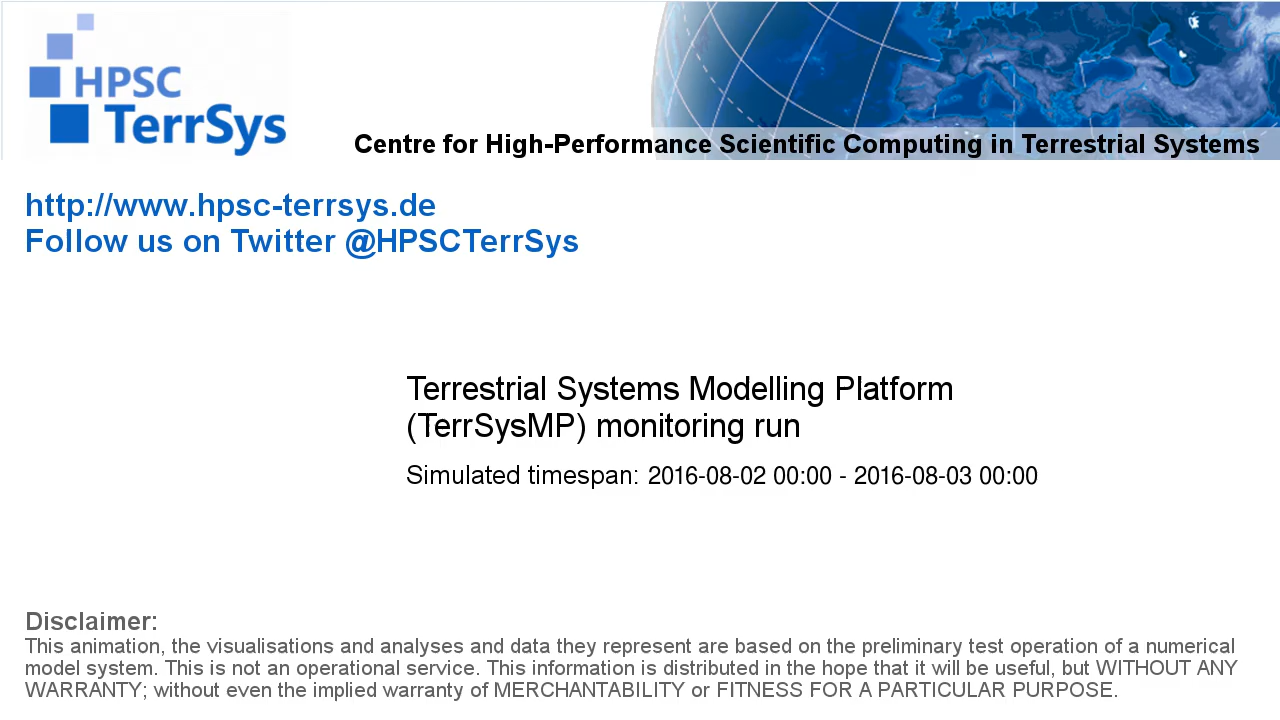 HPSC
TerrSys
Centre for High-Performance Scientific Computing in Terrestrial Systems
http://www.hpsc-terrsys.de
Follow us on Twitter @HPSCTerrSys
Terrestrial Systems Modelling Platform
(TerrSysMP) monitoring run
Simulated timespan: 2016-08-02 00:00 - 2016-08-03 00:00
Disclaimer:
This animation, the visualisations and analyses and data they represent are based on the preliminary test operation of a numerical
model system. This is not an operational service. This information is distributed in the hope that it will be useful, but WITHOUT ANY
WARRANTY; without even the implied warranty of MERCHANTABILITY or FITNESS FOR A PARTICULAR PURPOSE.